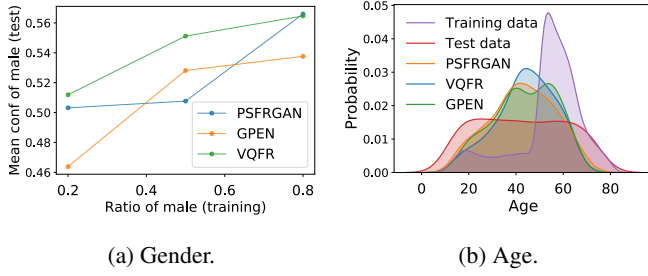 Mean conf of male (test)
0.56
0.54
0.52
0.50
0.48
0.46
PSFRGAN
GPEN
VQFR
0.2 0.4 0.6 0.8
Ratio of male (training)
(a) Gender.
Probability
0.05
0.04
0.03
0.02
0.01
0.00
Training data
Test data
PSFRGAN
VQFR
GPEN
0 20 40 60 80
Age
(b) Age.